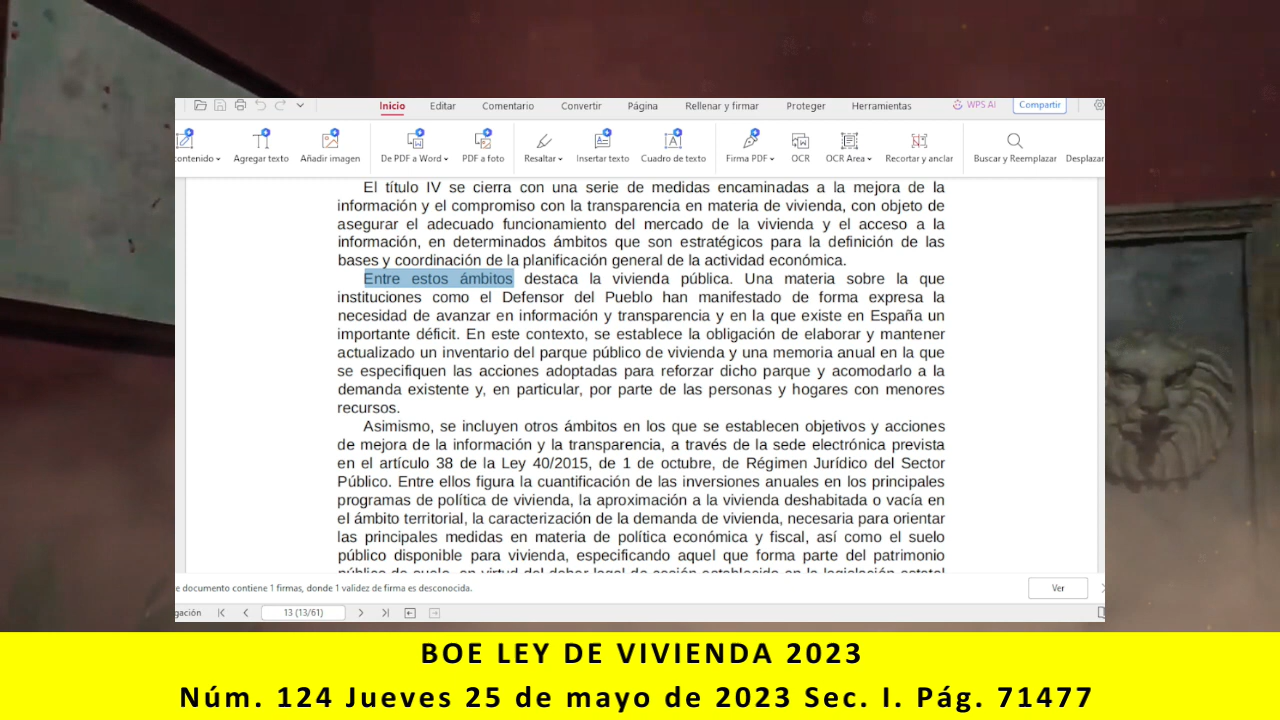 Inicio Editar Comentario Convertir Página Rellenar y firmar Proteger Herramientas WPS AI Compartir
contenido Agregar texto Añadir imagen De PDF a Word PDF a foto Resaltar Insertar texto Cuadro de texto Firma PDF OCR OCR Area Recortar y anclar Buscar y Reemplazar Desplazar
El título IV se cierra con una serie de medidas encaminadas a la mejora de la
información y el compromiso con la transparencia en materia de vivienda, con objeto de
asegurar el adecuado funcionamiento del mercado de la vivienda y el acceso a la
información, en determinados ámbitos que son estratégicos para la definición de las
bases y coordinación de la planificación general de la actividad económica.
Entre estos ámbitos destaca la vivienda pública. Una materia sobre la que
instituciones como el Defensor del Pueblo han manifestado de forma expresa la
necesidad de avanzar en información y transparencia y en la que existe en España un
importante déficit. En este contexto, se establece la obligación de elaborar y mantener
actualizado un inventario del parque público de vivienda y una memoria anual en la que
se especifiquen las acciones adoptadas para reforzar dicho parque y acomodarlo a la
demanda existente y, en particular, por parte de las personas y hogares con menores
recursos.
Asimismo, se incluyen otros ámbitos en los que se establecen objetivos y acciones
de mejora de la información y la transparencia, a través de la sede electrónica prevista
en el artículo 38 de la Ley 40/2015, de 1 de octubre, de Régimen Jurídico del Sector
Público. Entre ellos figura la cuantificación de las inversiones anuales en los principales
programas de política de vivienda, la aproximación a la vivienda deshabitada o vacía en
el ámbito territorial, la caracterización de la demanda de vivienda, necesaria para orientar
las principales medidas en materia de política económica y fiscal, así como el suelo
público disponible para vivienda, especificando aquel que forma parte del patrimonio
público de suelo, en virtud del deber legal de cesión establecido en la legislación estatal
e documento contiene 1 firmas, donde 1 validez de firma es desconocida. Ver
gación 13 (13/61)
BOE LEY DE VIVIENDA 2023
Núm. 124 Jueves 25 de mayo de 2023 Sec. I. Pág. 71477